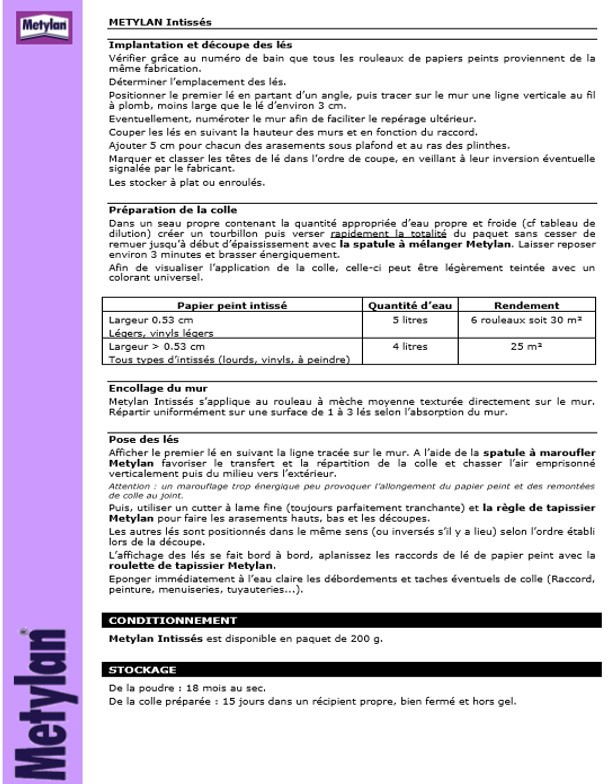 Metylan
METYLAN Intissés
Implantation et découpe des lés
Vérifier grâce au numéro de bain que tous les rouleaux de papiers peints proviennent de la
même fabrication.
Déterminer l'emplacement des lés.
Positionner le premier lé en partant d'un angle, puis tracer sur le mur une ligne verticale au fil
à plomb, moins large que le lé d'environ 3 cm.
Eventuellement, numéroter le mur afin de faciliter le repérage ultérieur.
Couper les lés en suivant la hauteur des murs et en fonction du raccord.
Ajouter 5 cm pour chacun des arasements sous plafond et au ras des plinthes.
Marquer et classer les têtes de lé dans l'ordre de coupe, en veillant à leur inversion éventuelle
signalée par le fabricant.
Les stocker à plat ou enroulés.
Préparation de la colle
Dans un seau propre contenant la quantité appropriée d'eau propre et froide (cf tableau de
dilution) créer un tourbillon puis verser rapidement la totalité du paquet sans cesser de
remuer jusqu'à début d'épaississement avec la spatule à mélanger Metylan. Laisser reposer
environ 3 minutes et brasser énergiquement.
Afin de visualiser l'application de la colle, celle-ci peut être légèrement teintée avec un
colorant universel.
Papier peint intissé Quantité d'eau Rendement
Largeur 0.53 cm 5 litres 6 rouleaux soit 30 m²
Légers, vinyls légers
Largeur > 0.53 cm 4 litres 25 m²
Tous types d'intissés (lourds, vinyls, à peindre)
Encollage du mur
Metylan Intissés s'applique au rouleau à mèche moyenne texturée directement sur le mur.
Répartir uniformément sur une surface de 1 à 3 lés selon l'absorption du mur.
Pose des lés
Afficher le premier lé en suivant la ligne tracée sur le mur. A l'aide de la spatule à maroufler
Metylan favoriser le transfert et la répartition de la colle et chasser l'air emprisonné
verticalement puis du milieu vers l'extérieur.
Attention : un marouflage trop énergique peu provoquer l'allongement du papier peint et des remontées
de colle au joint.
Puis, utiliser un cutter à lame fine (toujours parfaitement tranchante) et la règle de tapissier
Metylan pour faire les arasements hauts, bas et les découpes.
Les autres lés sont positionnés dans le même sens (ou inversés s'il y a lieu) selon l'ordre établi
lors de la découpe.
L'affichage des lés se fait bord à bord, aplanissez les raccords de lé de papier peint avec la
roulette de tapissier Metylan.
Eponger immédiatement à l'eau claire les débordements et taches éventuels de colle (Raccord,
peinture, menuiseries, tuyauteries...).
CONDITIONNEMENT
Metylan Intissés est disponible en paquet de 200 g.
STOCKAGE
De la poudre : 18 mois au sec.
De la colle préparée : 15 jours dans un récipient propre, bien fermé et hors gel.
Metylan®